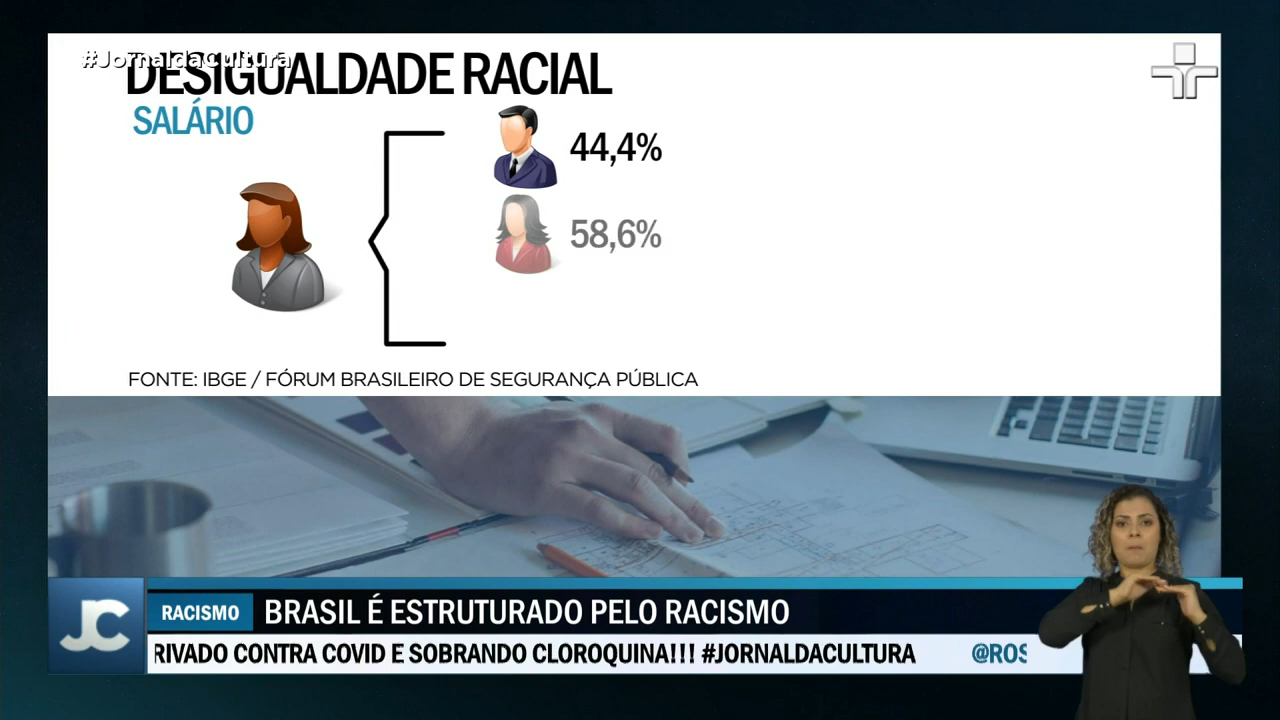 #JornaldaCultura
DESIGUALDADE RACIAL
SALÁRIO
44,4%
58,6%
FONTE: IBGE / FÓRUM BRASILEIRO DE SEGURANÇA PÚBLICA
JC
RACISMO
BRASIL É ESTRUTURADO PELO RACISMO
RIVADO CONTRA COVID E SOBRANDO CLOROQUINA!!! #JORNALDACULTURA @ROS